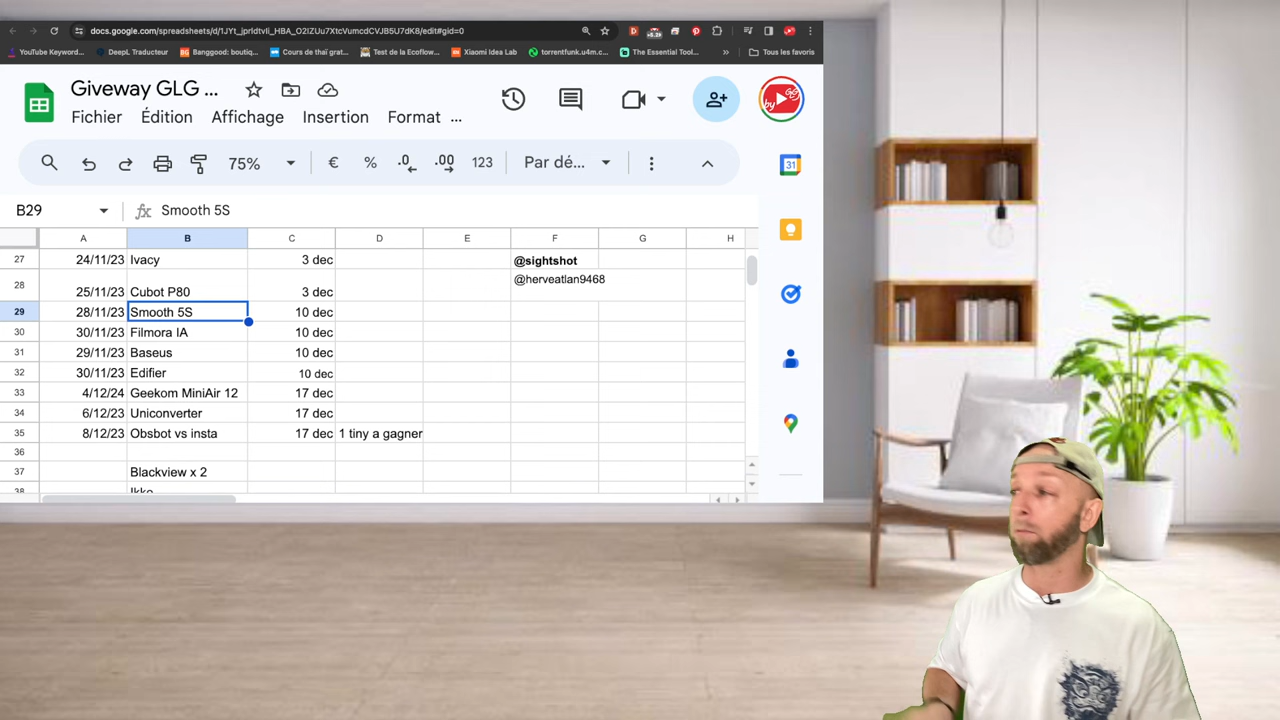 docs.google.com/spreadsheets/d/1JYt_jprIdtvIi_HBA_O2IZUu7XtcVumcdCVJB5U7dK8/edit#gid=0
YouTube Keyword...
DeepL Traducteur
Banggood: boutiq...
Cours de thaï grat...
Test de la Ecoflow...
Xiaomi Idea Lab
torrentfunk.u4m.c...
The Essential Tool...
»
Tous les favoris
Giveway GLG ...
Fichier Édition Affichage Insertion Format ...
by GG
75% € % .0 .00 123 Par dé...
31
B29 Smooth 5S
A B C D E F G H
27 24/11/23 Ivacy 3 dec @sightshot
28 25/11/23 Cubot P80 3 dec @herveatlan9468
29 28/11/23 Smooth 5S 10 dec
30 30/11/23 Filmora IA 10 dec
31 29/11/23 Baseus 10 dec
32 30/11/23 Edifier 10 dec
33 4/12/24 Geekom MiniAir 12 17 dec
34 6/12/23 Uniconverter 17 dec
35 8/12/23 Obsbot vs insta 17 dec 1 tiny a gagner
36
37 Blackview x 2
38 Ikko